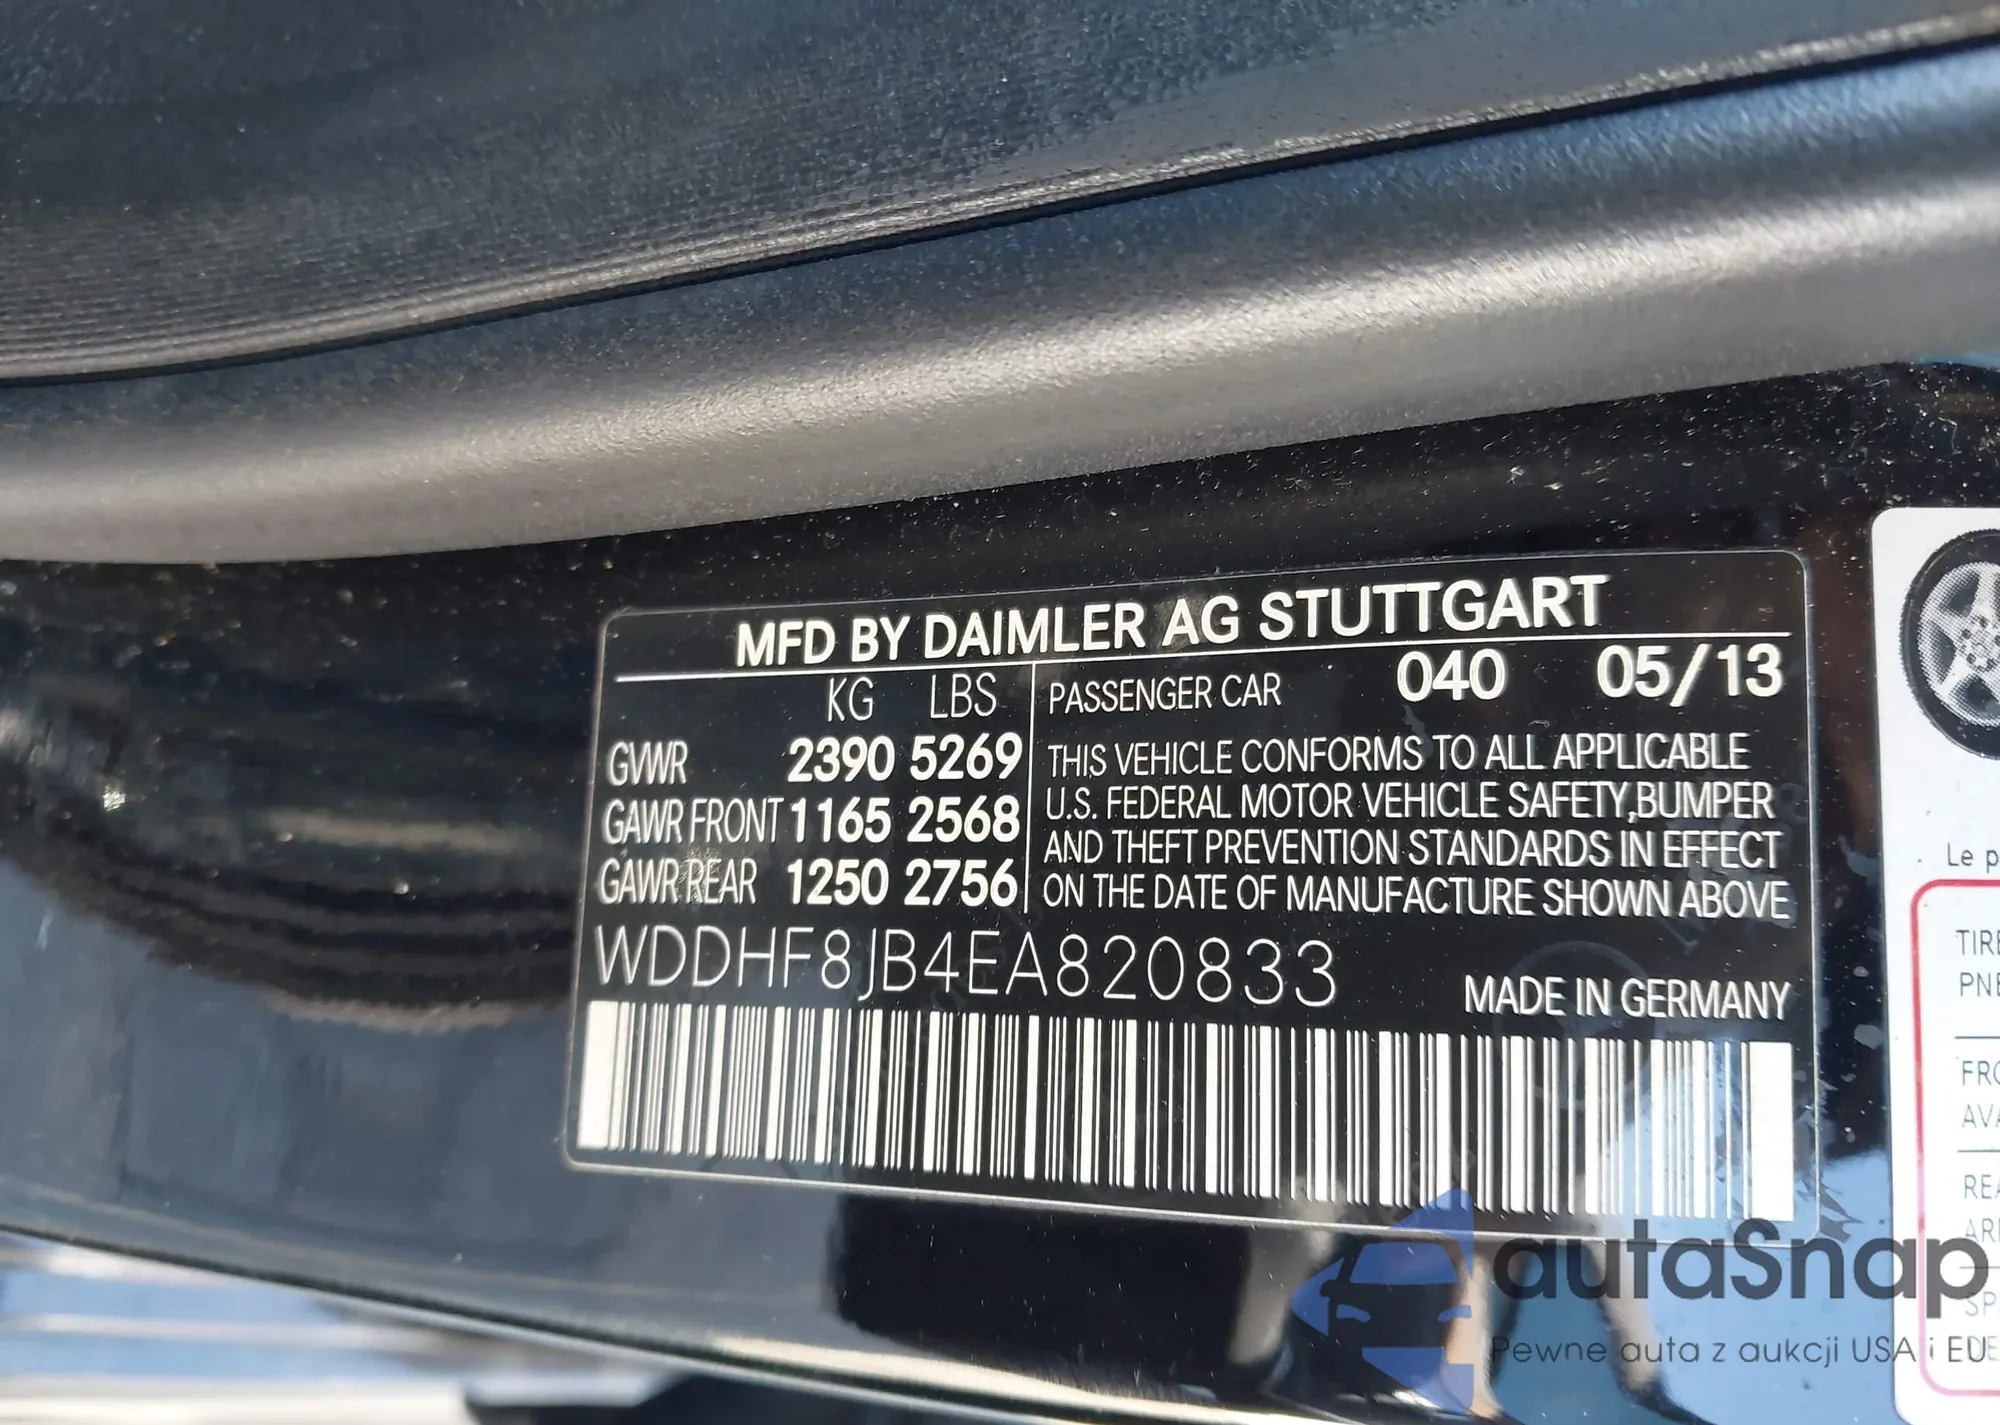 MFD BY DAIMLER AG STUTTGART
KG LBS
GVWR 2390 5269
GAWR FRONT 1165 2568
GAWR REAR 1250 2756
PASSENGER CAR 040 05/13
THIS VEHICLE CONFORMS TO ALL APPLICABLE
U.S. FEDERAL MOTOR VEHICLE SAFETY,BUMPER
AND THEFT PREVENTION STANDARDS IN EFFECT
ON THE DATE OF MANUFACTURE SHOWN ABOVE
WDDHF8JB4EA820833
MADE IN GERMANY
Le
autaSnap
Pewne auta z aukcji USA i EU